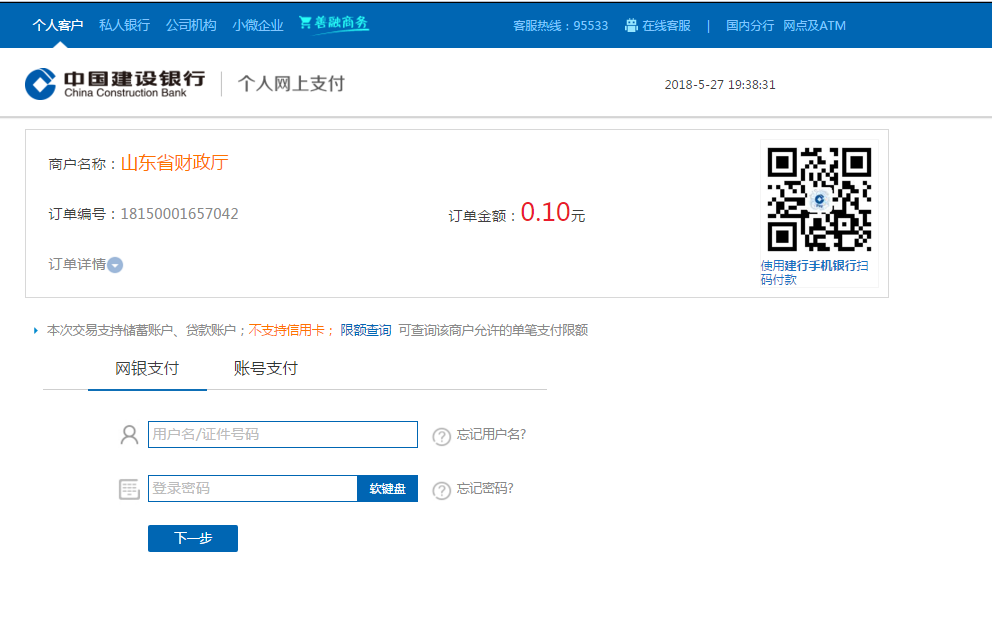 个人客户 私人银行 公司机构 小微企业 善融商务 客服热线：95533 在线客服 | 国内分行 网点及ATM
中国建设银行 个人网上支付
China Construction Bank
2018-5-27 19:38:31
商户名称：山东省财政厅
订单编号：18150001657042
订单金额：0.10元
订单详情
使用建行手机银行扫
码付款
本次交易支持储蓄账户、贷款账户；不支持信用卡； 限额查询 可查询该商户允许的单笔支付限额
网银支付 账号支付
用户名/证件号码 忘记用户名?
登录密码 软键盘 忘记密码?
下一步